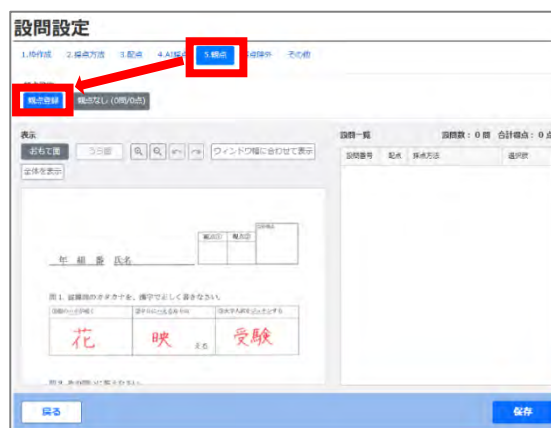 設問設定
1.枠作成 2.採点方法 3.配点 4.AI採点 5.観点 採点除外 その他
観点登録 観点なし (0問/0点)
表示
おもて面 うら面 ウィンドウ幅に合わせて表示
全体を表示
設問一覧 設問数: 0 問 合計得点: 0 点
設問番号 配点 採点方法 選択数
観点① 観点②
年 組 番 氏名
問1. 傍線部のカタカナを、漢字で正しく書きなさい。
花 映 える 受験
戻る 保存